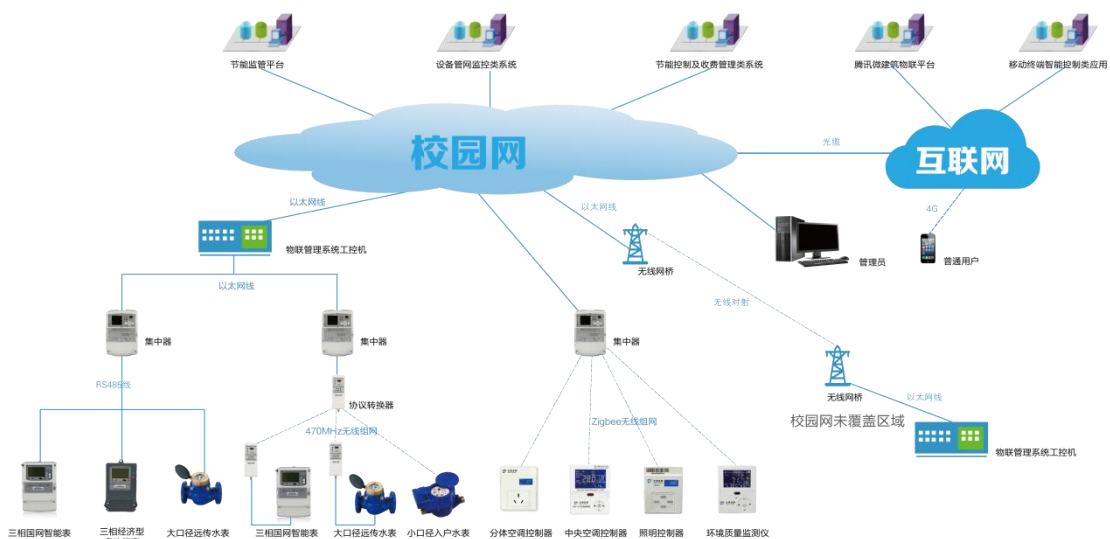 节能监管平台
设备管网监控类系统
节能控制及收费管理类系统
腾讯微建筑物联平台
移动终端智能控制类应用
校园网
光缆
互联网
以太网线
以太网线
4G
物联管理系统工控机
无线网桥
管理员
普通用户
以太网线
无线对射
集中器
集中器
集中器
RS485线
协议转换器
无线网桥
以太网线
校园网未覆盖区域
470MHz无线组网
Zigbee无线组网
物联管理系统工控机
三相国网智能表
三相经济型
大口径远传水表
三相国网智能表
大口径远传水表
小口径入户水表
分体空调控制器
中央空调控制器
照明控制器
环境质量监测仪